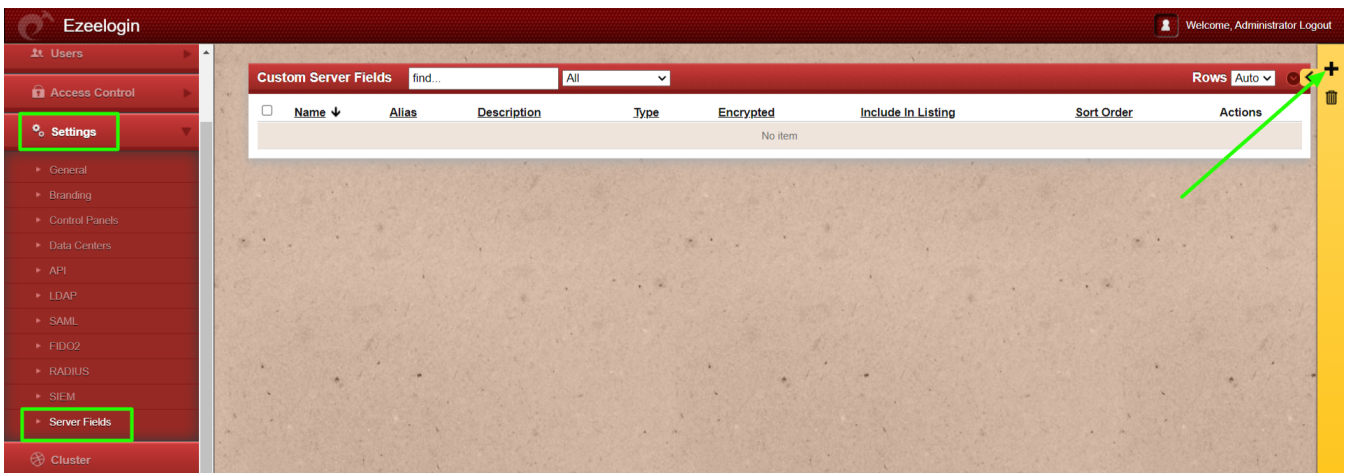 Ezeelogin
Welcome, Administrator Logout
Users
Access Control
Settings
General
Branding
Control Panels
Data Centers
API
LDAP
SAML
FIDO2
RADIUS
SIEM
Server Fields
Cluster
Custom Server Fields find... All Rows Auto
Name Alias Description Type Encrypted Include In Listing Sort Order Actions
No item